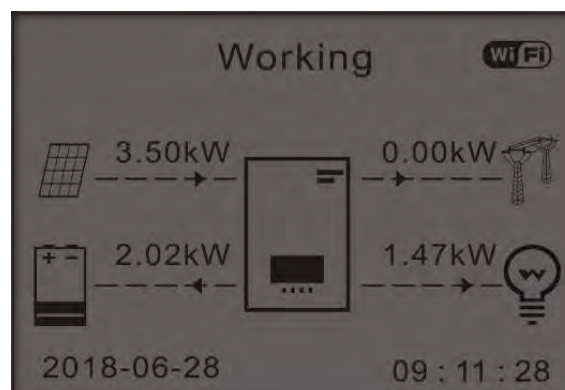 Working WiFi
3.50kW 0.00kW
+ -
2.02kW 1.47kW
2018-06-28 09 : 11 : 28